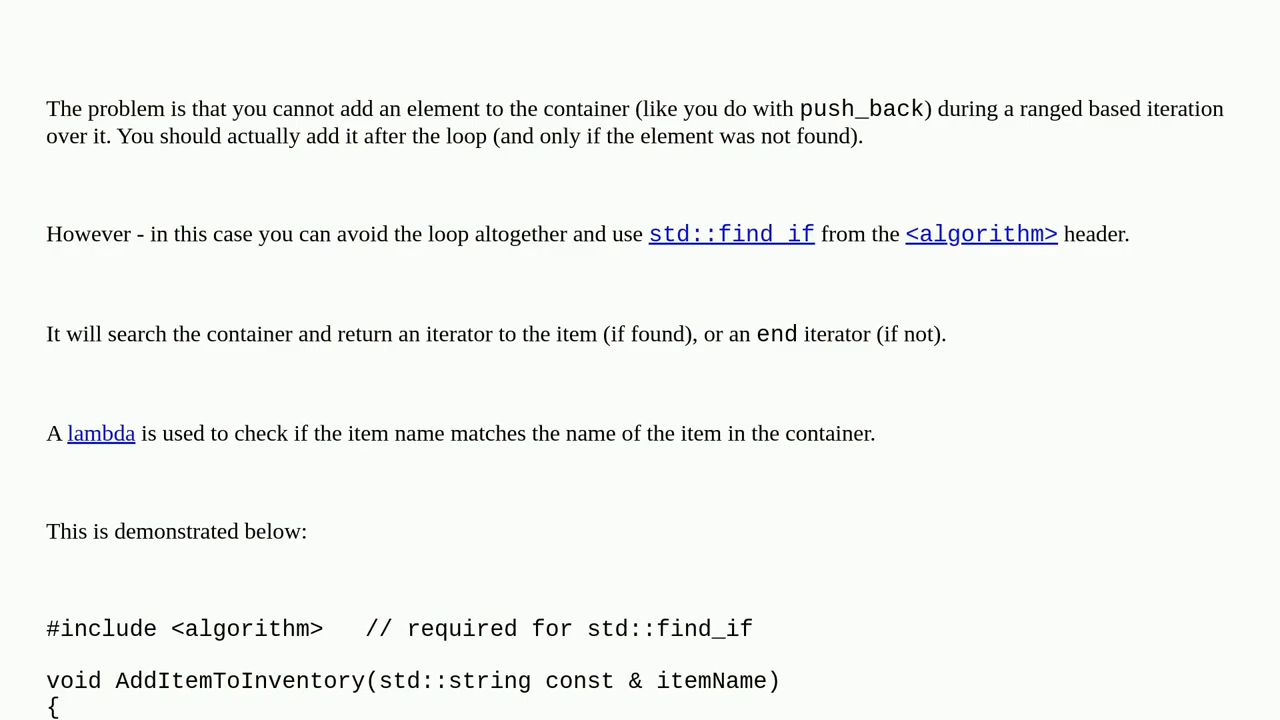 The problem is that you cannot add an element to the container (like you do with push_back) during a ranged based iteration
over it. You should actually add it after the loop (and only if the element was not found).
However - in this case you can avoid the loop altogether and use std::find_if from the <algorithm> header.
It will search the container and return an iterator to the item (if found), or an end iterator (if not).
A lambda is used to check if the item name matches the name of the item in the container.
This is demonstrated below:
#include <algorithm>   // required for std::find_if
void AddItemToInventory(std::string const & itemName)
{